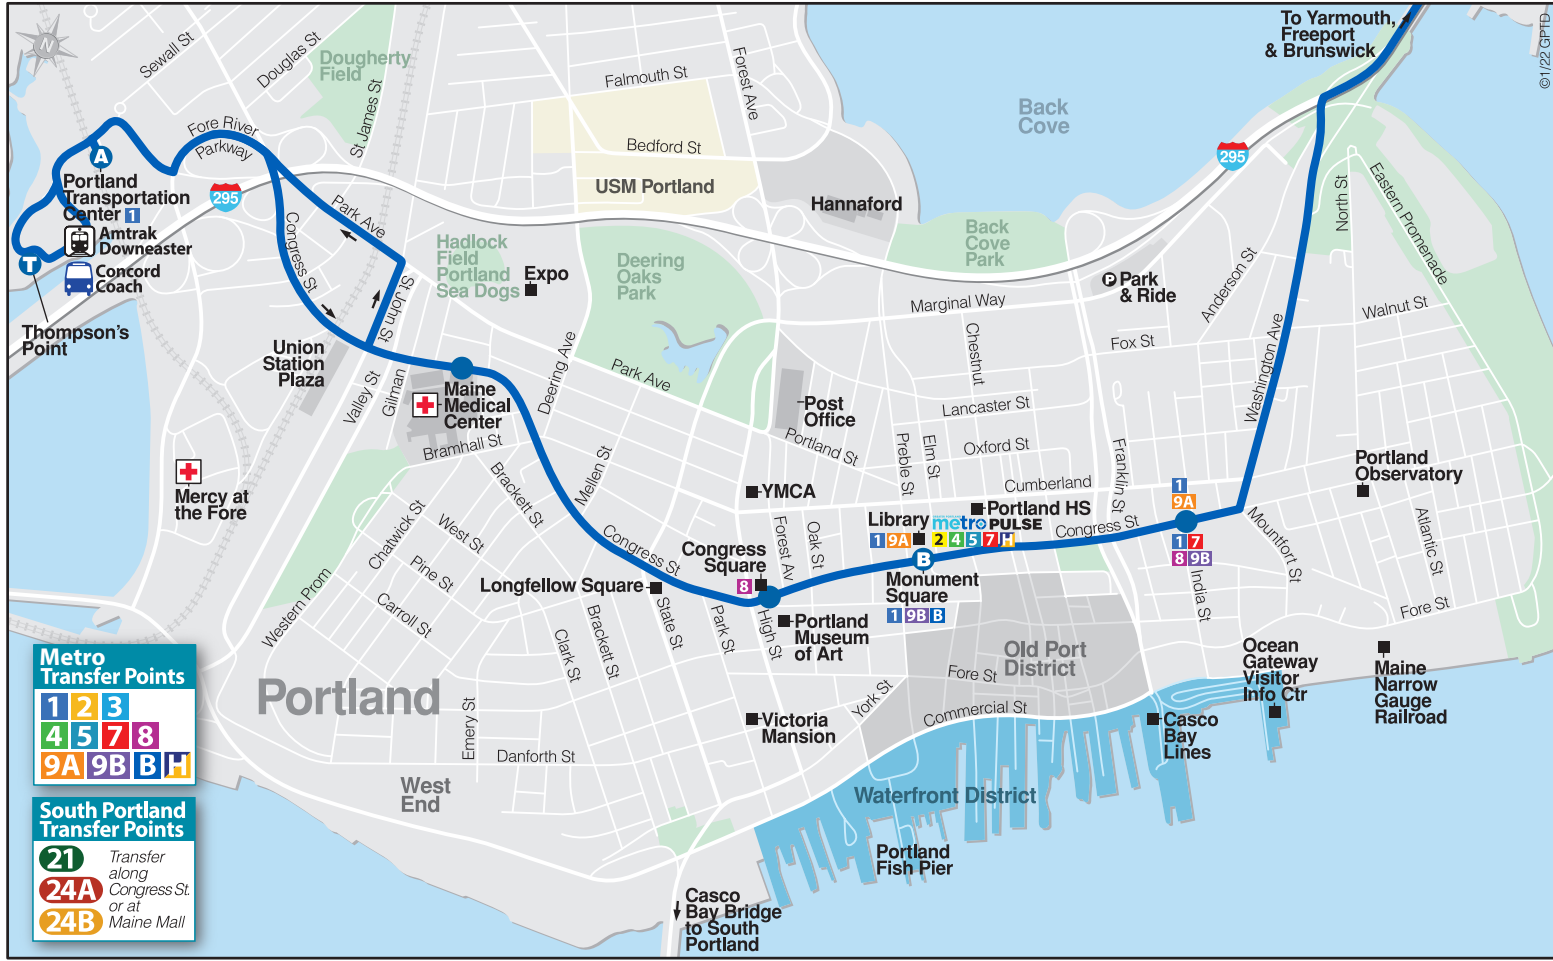 To Yarmouth,
Freeport
& Brunswick
©1/22 GPTD
N
Sewall St
Douglas St
Dougherty
Field
St James St
Falmouth St
Forest Ave
Back
Cove
Fore River
Parkway
Bedford St
USM Portland
295
295
A
Portland
Transportation
Center 1
Amtrak
Downeaster
Concord
Coach
T
Thompson's
Point
Park Ave
Congress St
St John St
Hadlock
Field
Portland
Sea Dogs
Expo
Deering
Oaks
Park
Hannaford
Back
Cove
Park
P Park
& Ride
Marginal Way
Anderson St
North St
Eastern Promenade
Walnut St
Fox St
Washington Ave
Chestnut
Lancaster St
Oxford St
Cumberland
Franklin St
Union
Station
Plaza
Valley St
Gilman
Maine
Medical
Center
Bramhall St
Deering Ave
Park Ave
Post
Office
Portland St
Preble St
Elm St
Mercy at
the Fore
Mellen St
Brackett St
YMCA
Portland
Observatory
Portland HS
Library
metro PULSE
1 9A
2 4 5 7 H
Congress St
1
9A
1 7
8 9B
B
Monument
Square
1 9B B
Mountfort St
Atlantic St
India St
Fore St
Chatwick St
West St
Pine St
Carroll St
Western Prom
Congress St
Congress
Square
8
Forest Av
Oak St
Longfellow Square
State St
Park St
High St
Portland
Museum
of Art
Clark St
Brackett St
Old Port
District
Fore St
Commercial St
York St
Ocean
Gateway
Visitor
Info Ctr
Maine
Narrow
Gauge
Railroad
Casco
Bay
Lines
Victoria
Mansion
Portland
Emery St
Danforth St
West
End
Waterfront District
Portland
Fish Pier
Casco
Bay Bridge
to South
Portland
Metro
Transfer Points
1 2 3
4 5 7 8
9A 9B B H
South Portland
Transfer Points
21
24A
24B
Transfer
along
Congress St.
or at
Maine Mall